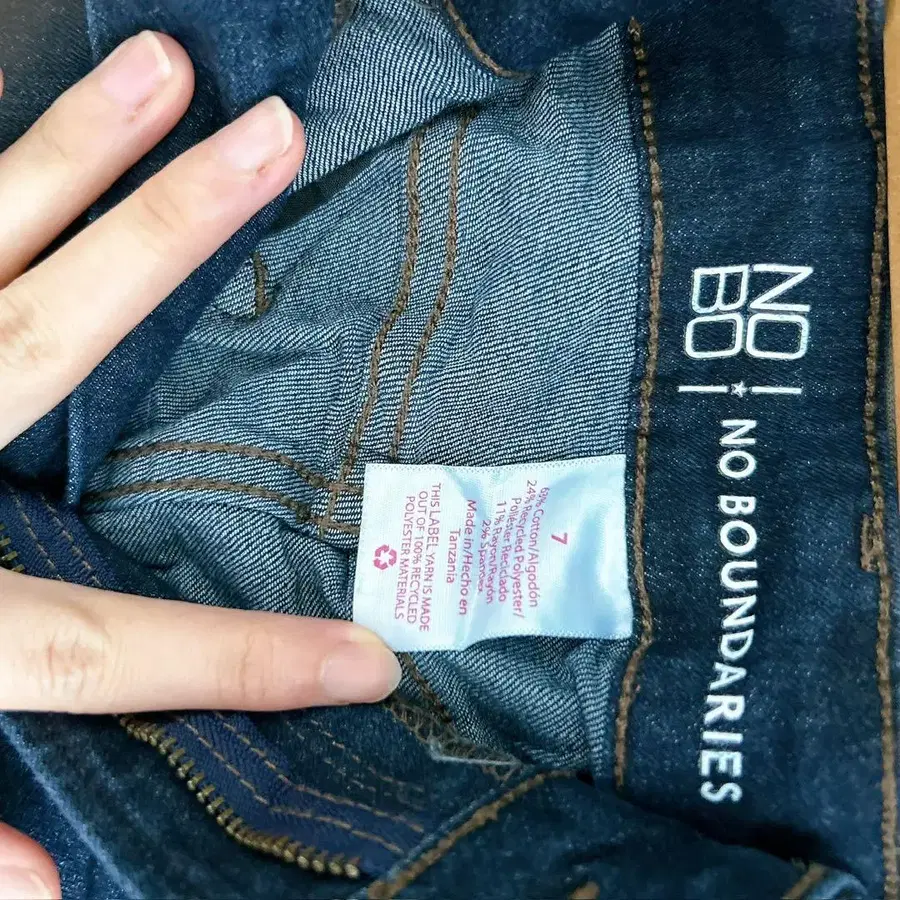 NO
BO
NO BOUNDARIES
7
Cotton/Algodón
24% Recycled Polyester/
Poliéster Reciclado
11% Rayon/Rayón
2% Spandex
Made in/Hecho en
Tanzania
THIS LABEL YARN IS MADE
OUT OF 100% RECYCLED
POLYESTER MATERIALS